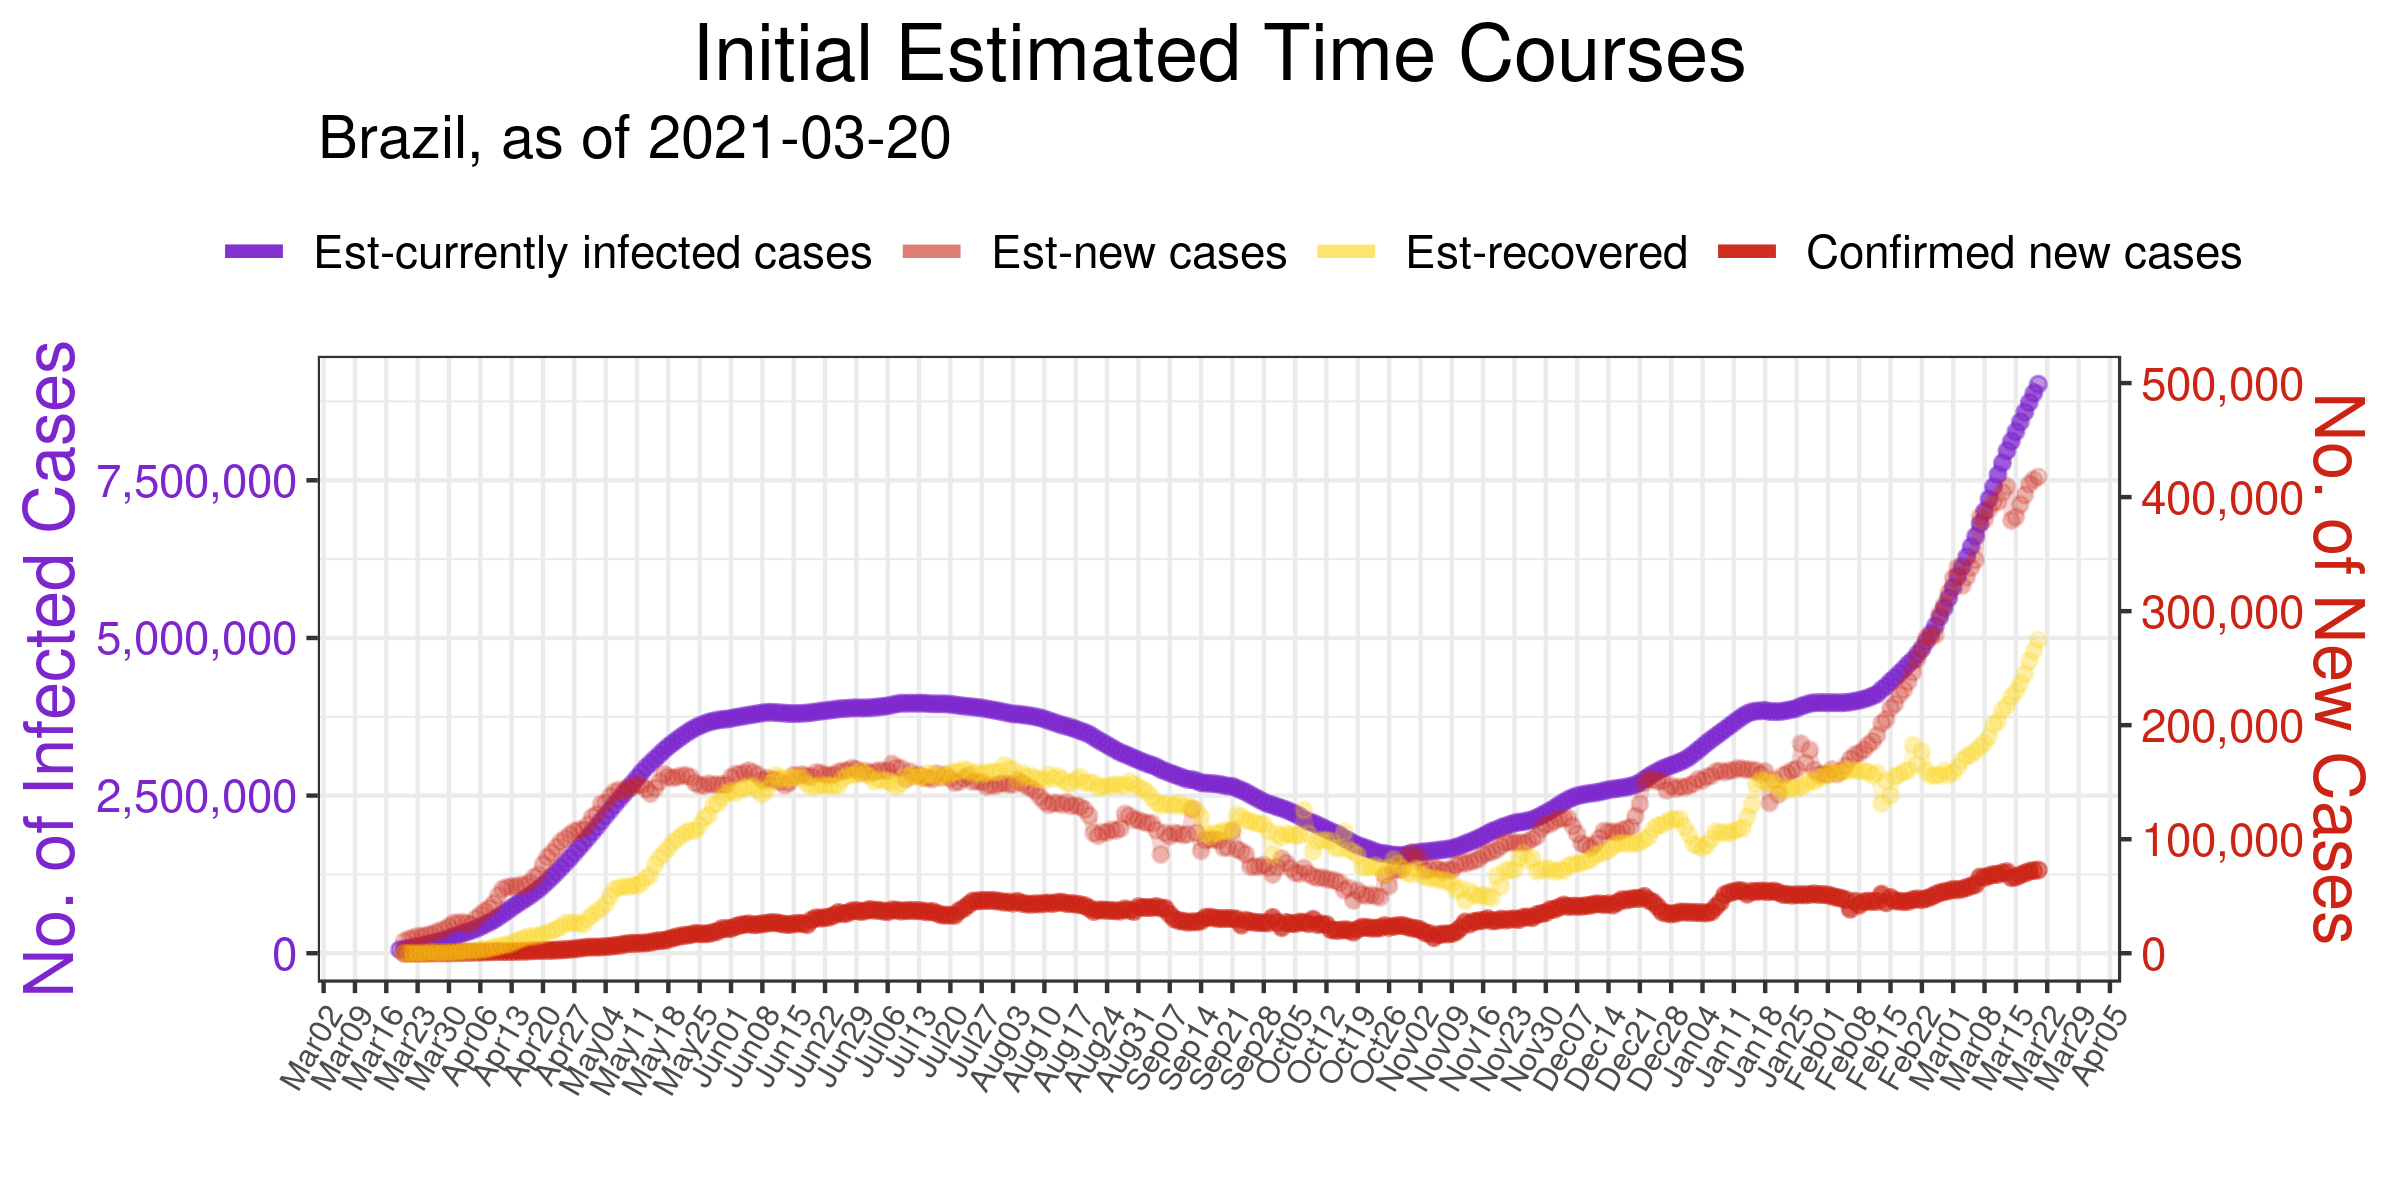 Initial Estimated Time Courses
Brazil, as of 2021-03-20
Est-currently infected cases Est-new cases Est-recovered Confirmed new cases
No. of Infected Cases
7,500,000
5,000,000
2,500,000
0
500,000
400,000
300,000
200,000
100,000
0
No. of New Cases
Mar02 Mar09 Mar16 Mar23 Mar30 Apr06 Apr13 Apr20 Apr27 May04 May11 May18 May25 Jun01 Jun08 Jun15 Jun22 Jun29 Jul06 Jul13 Jul20 Jul27 Aug03 Aug10 Aug17 Aug24 Aug31 Sep07 Sep14 Sep21 Sep28 Oct05 Oct12 Oct19 Oct26 Nov02 Nov09 Nov16 Nov23 Nov30 Dec07 Dec14 Dec21 Dec28 Jan04 Jan11 Jan18 Jan25 Feb01 Feb08 Feb15 Feb22 Mar01 Mar08 Mar15 Mar22 Mar29 Apr05